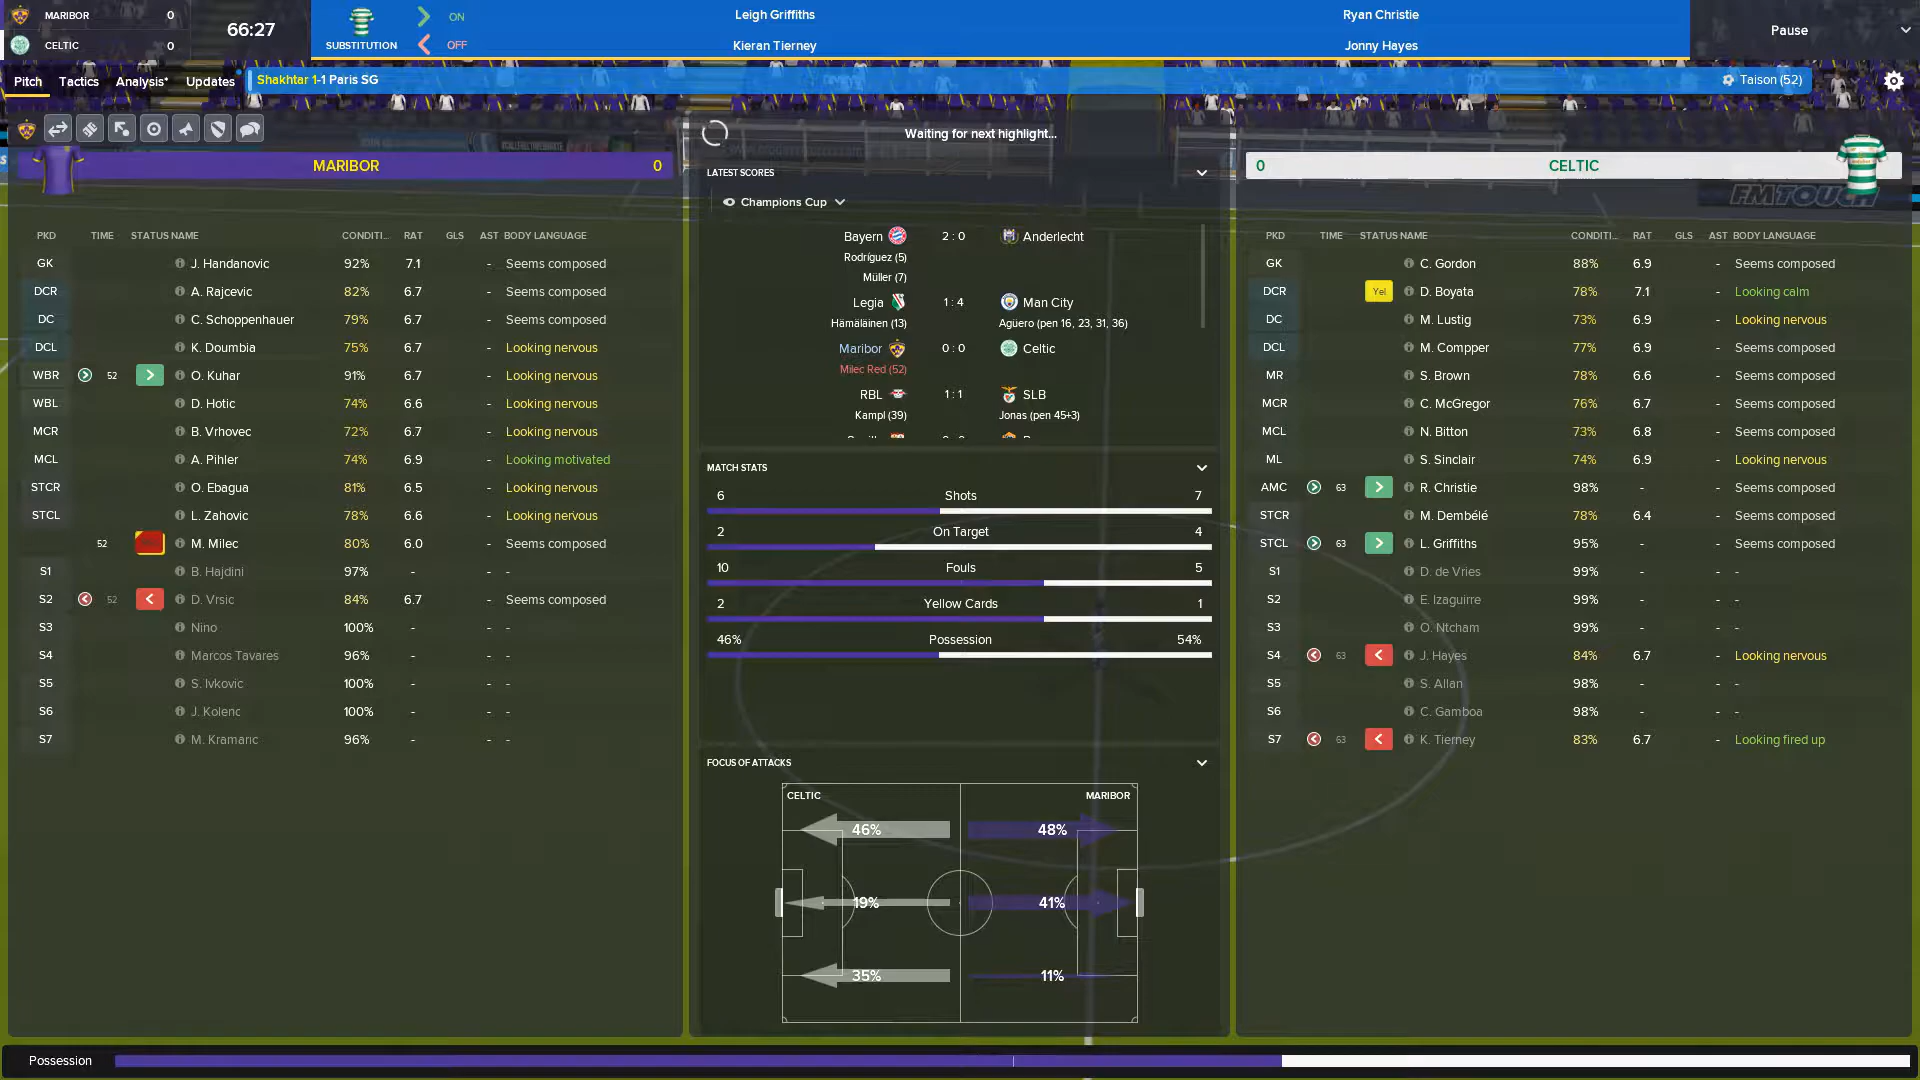 MARIBOR 0
CELTIC 0
66:27
SUBSTITUTION
ON
OFF
Leigh Griffiths
Kieran Tierney
Ryan Christie
Jonny Hayes
Pause
Pitch Tactics Analysis* Updates
Shakhtar 1-1 Paris SG
Taison (52)
MARIBOR 0
PKD TIME STATUS NAME CONDITI... RAT GLS AST BODY LANGUAGE
GK J. Handanovic 92% 7.1 - Seems composed
DCR A. Rajcevic 82% 6.7 - Seems composed
DC C. Schoppenhauer 79% 6.7 - Seems composed
DCL K. Doumbia 75% 6.7 - Looking nervous
WBR 52 O. Kuhar 91% 6.7 - Looking nervous
WBL D. Hotic 74% 6.6 - Looking nervous
MCR B. Vrhovec 72% 6.7 - Looking nervous
MCL A. Pihler 74% 6.9 - Looking motivated
STCR O. Ebagua 81% 6.5 - Looking nervous
STCL L. Zahovic 78% 6.6 - Looking nervous
52 M. Milec 80% 6.0 - Seems composed
S1 B. Hajdini 97% - - -
S2 52 D. Vrsic 84% 6.7 - Seems composed
S3 Nino 100% - - -
S4 Marcos Tavares 96% - - -
S5 S. Ivkovic 100% - - -
S6 J. Kolenc 100% - - -
S7 M. Kramaric 96% - - -
Waiting for next highlight...
LATEST SCORES
Champions Cup
Bayern 2 : 0 Anderlecht
Rodríguez (5)
Müller (7)
Legia 1 : 4 Man City
Hämäläinen (13) Agüero (pen 16, 23, 31, 36)
Maribor 0 : 0 Celtic
Milec Red (52)
RBL 1 : 1 SLB
Kampl (39) Jonas (pen 45+3)
MATCH STATS
6 Shots 7
2 On Target 4
10 Fouls 5
2 Yellow Cards 1
46% Possession 54%
FOCUS OF ATTACKS
CELTIC MARIBOR
46% 48%
19% 41%
35% 11%
0 CELTIC
FMTOUCH
PKD TIME STATUS NAME CONDITI... RAT GLS AST BODY LANGUAGE
GK C. Gordon 88% 6.9 - Seems composed
DCR Yel D. Boyata 78% 7.1 - Looking calm
DC M. Lustig 73% 6.9 - Looking nervous
DCL M. Compper 77% 6.9 - Seems composed
MR S. Brown 78% 6.6 - Seems composed
MCR C. McGregor 76% 6.7 - Seems composed
MCL N. Bitton 73% 6.8 - Seems composed
ML S. Sinclair 74% 6.9 - Looking nervous
AMC 63 R. Christie 98% - - Seems composed
STCR M. Dembélé 78% 6.4 - Seems composed
STCL 63 L. Griffiths 95% - - Seems composed
S1 D. de Vries 99% - - -
S2 E. Izaguirre 99% - - -
S3 O. Ntcham 99% - - -
S4 63 J. Hayes 84% 6.7 - Looking nervous
S5 S. Allan 98% - - -
S6 C. Gamboa 98% - - -
S7 63 K. Tierney 83% 6.7 - Looking fired up
Possession